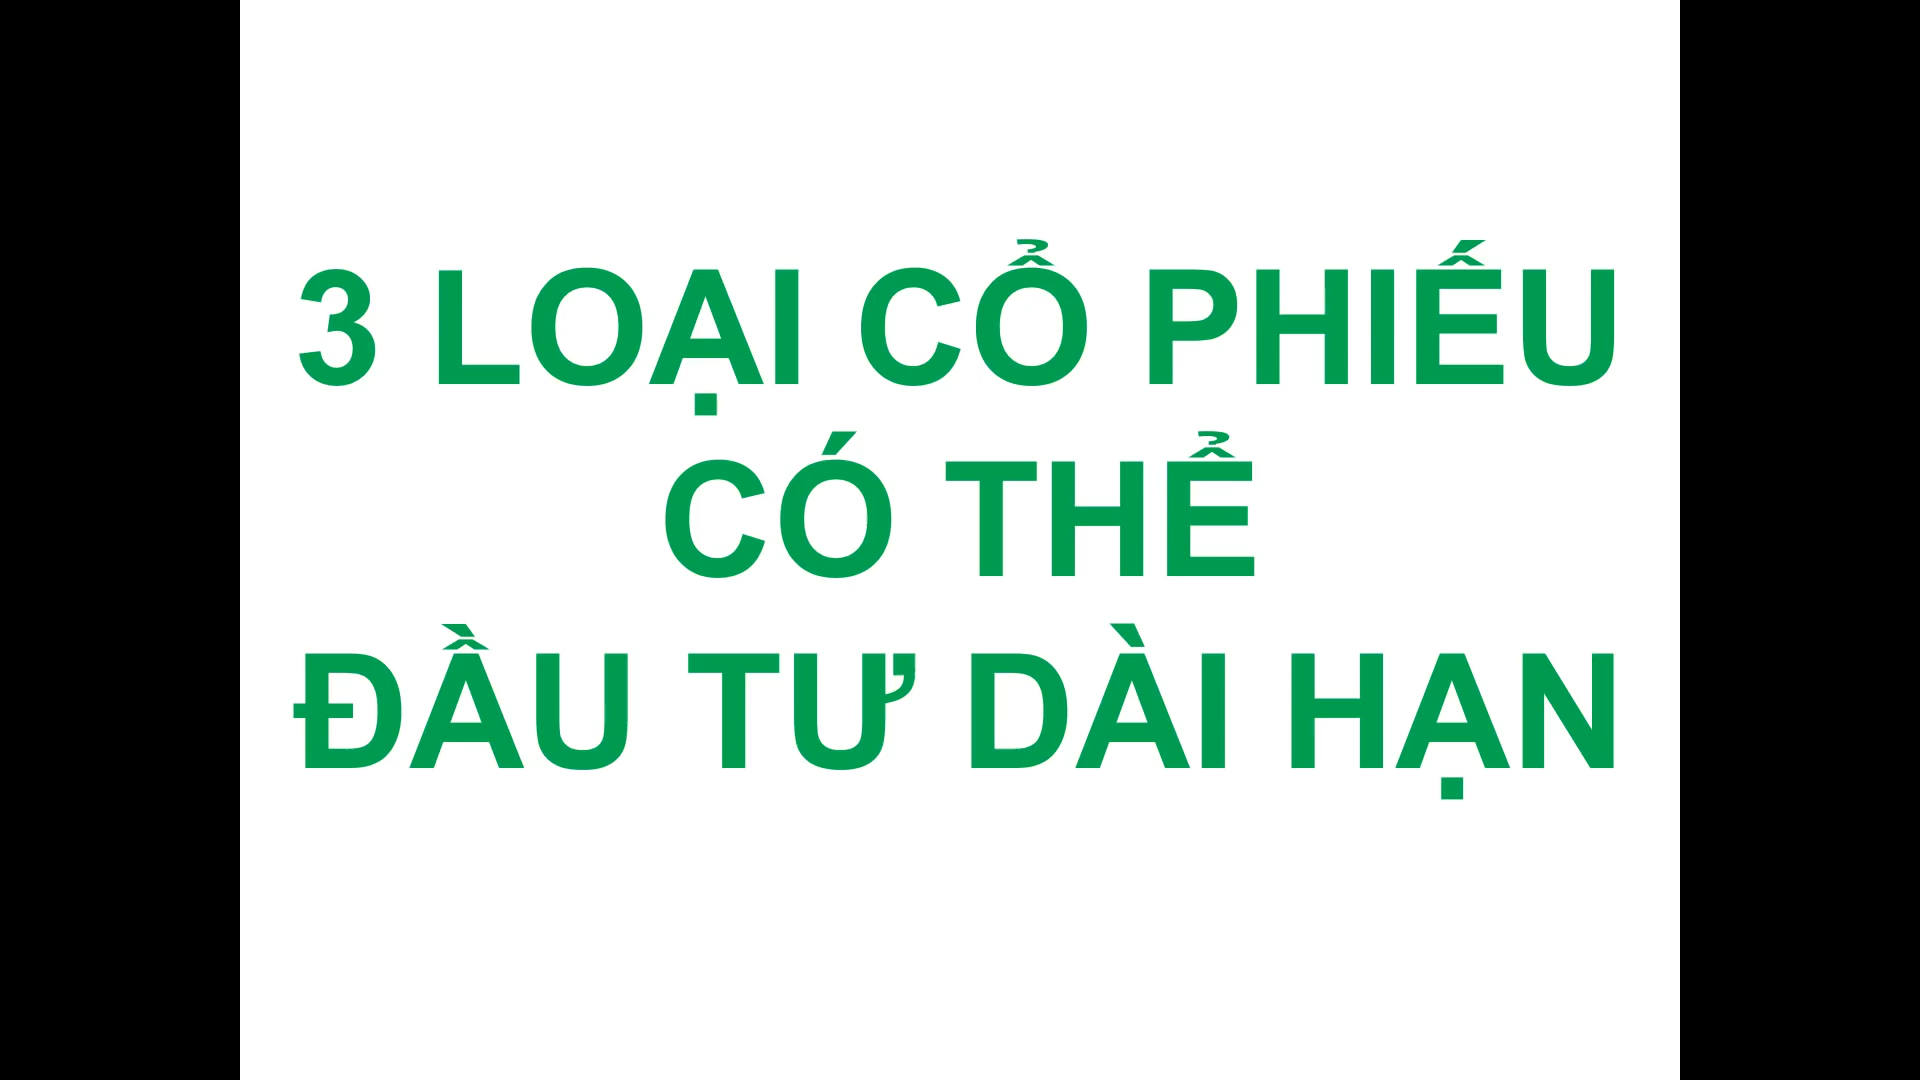 3 LOẠI CỔ PHIẾU
CÓ THỂ
ĐẦU TƯ DÀI HẠN